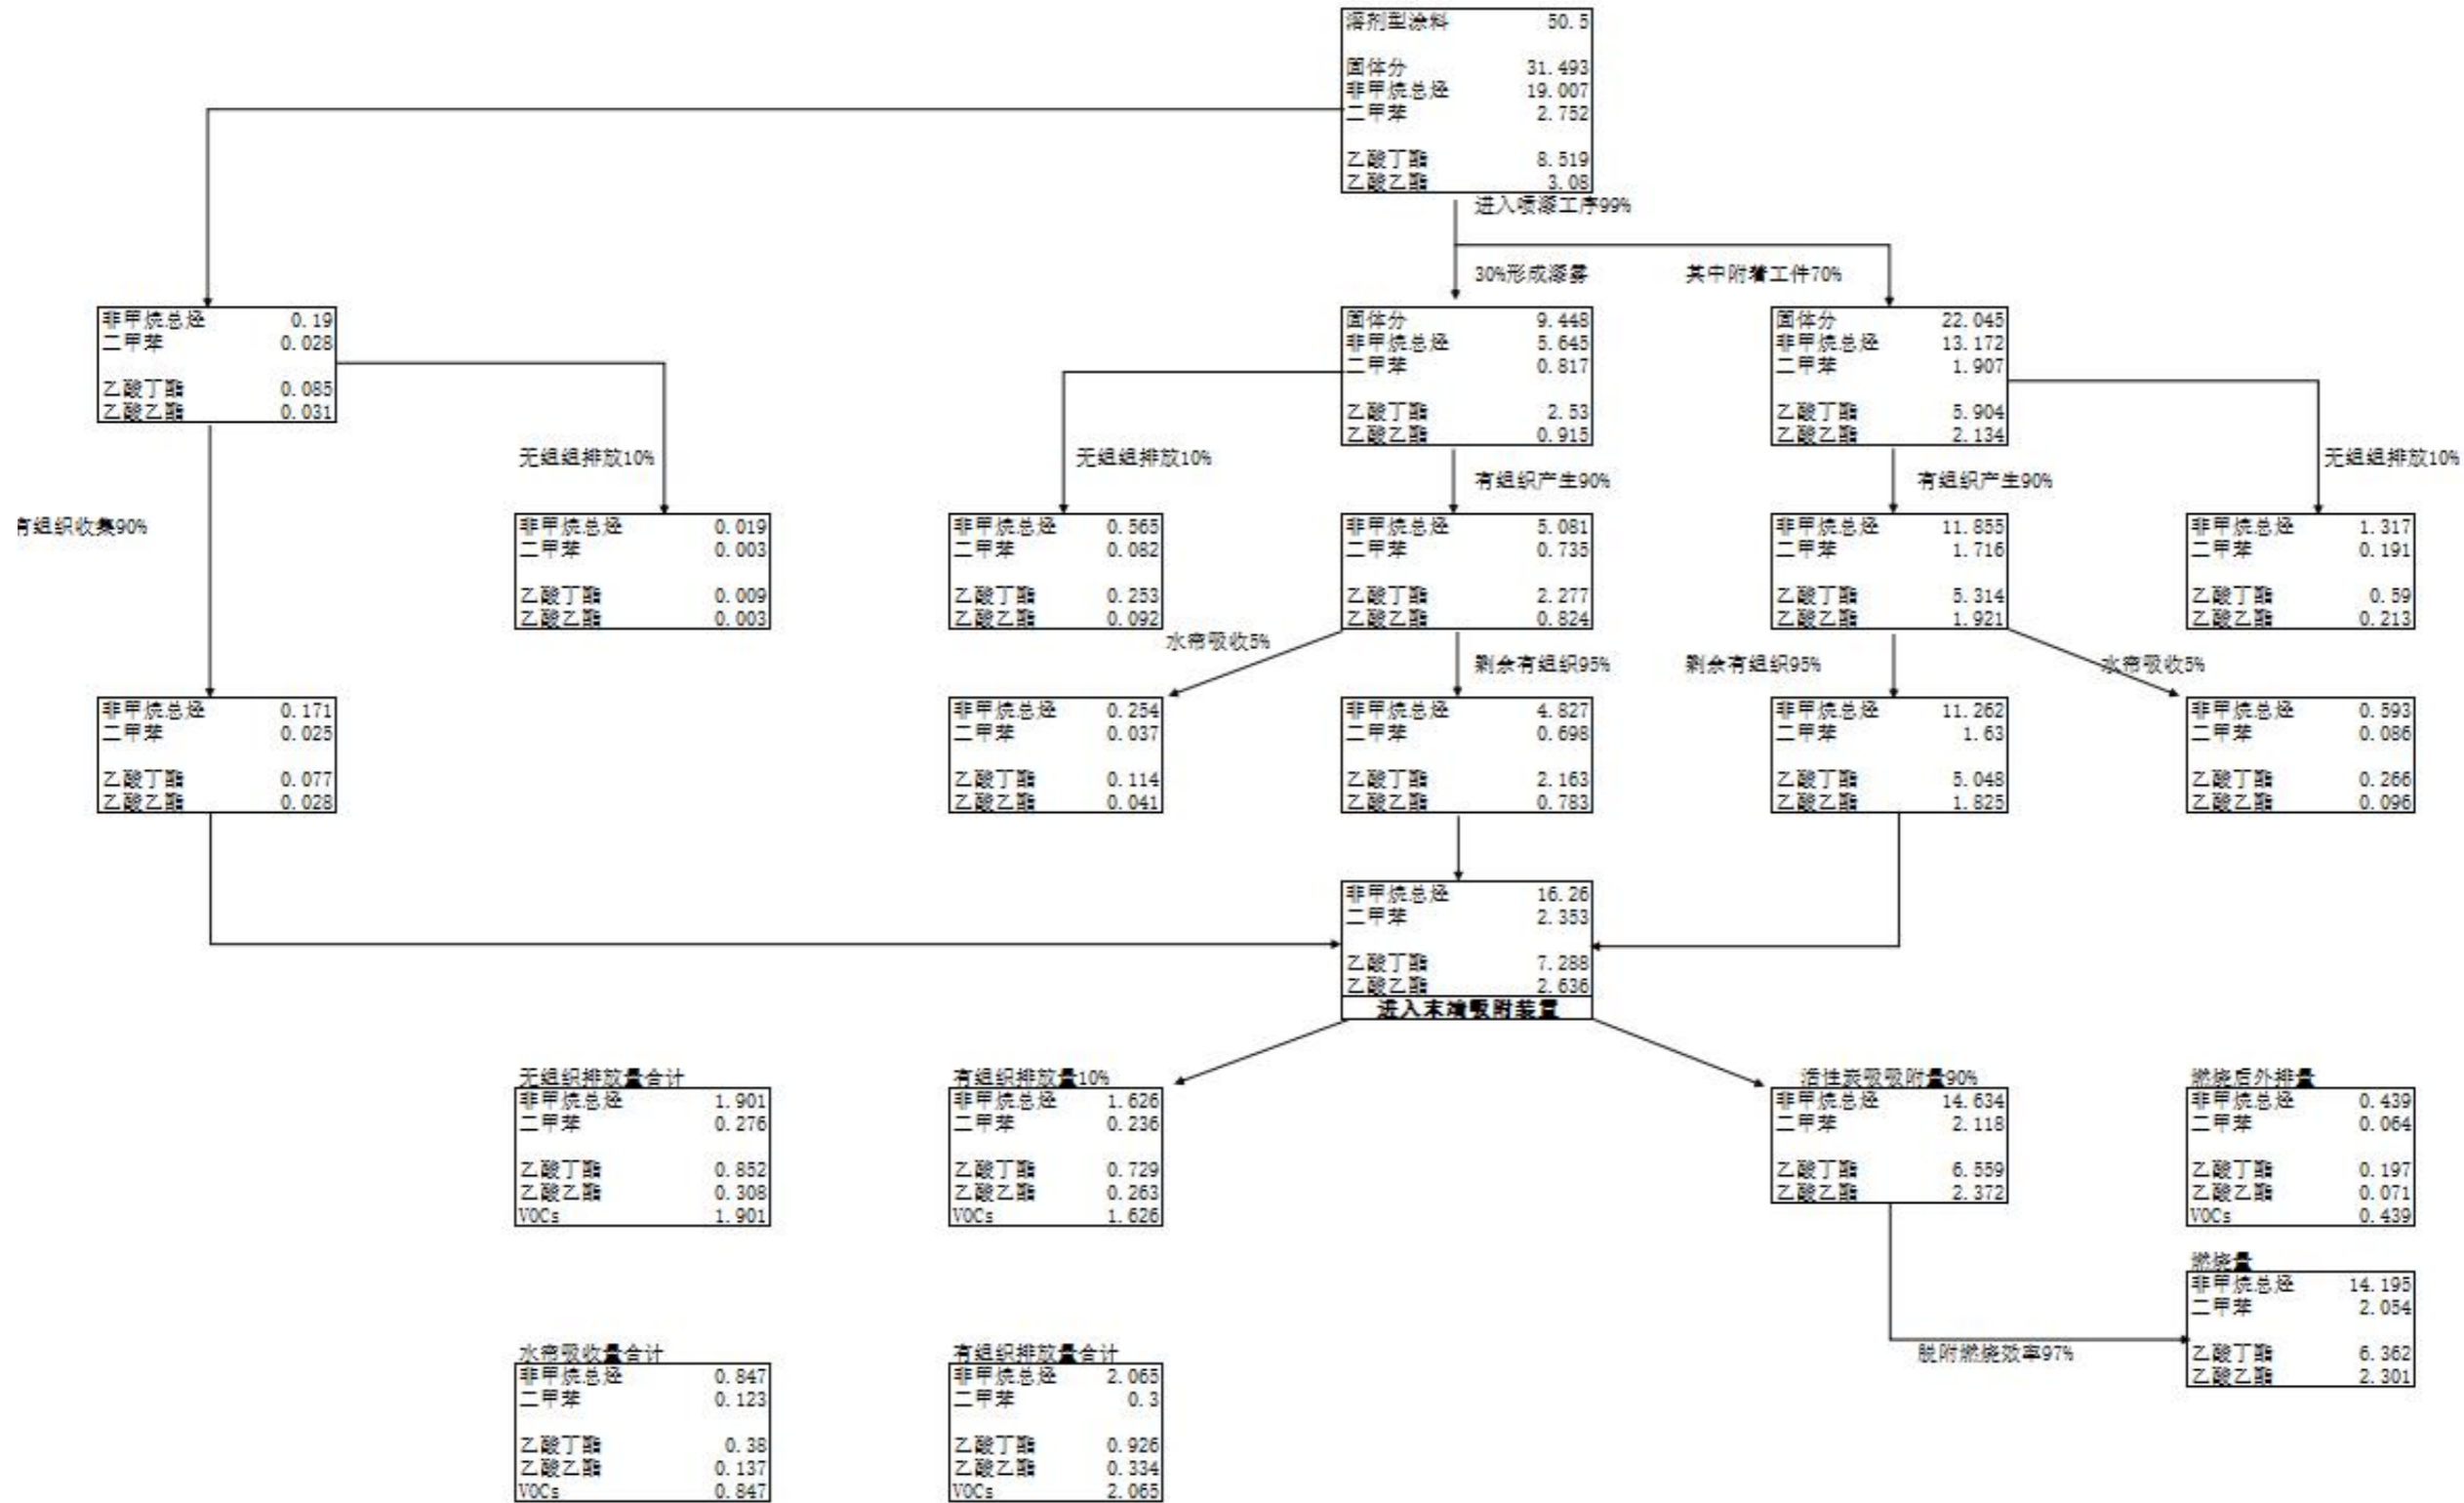 溶剂型涂料 50.5
固体分 31.493
非甲烷总烃 19.007
二甲苯 2.752
乙酸丁酯 8.519
乙酸乙酯 3.08
进入喷漆工序99%
30%形成漆雾
其中附着工件70%
非甲烷总烃 0.19
二甲苯 0.028
乙酸丁酯 0.085
乙酸乙酯 0.031
固体分 9.448
非甲烷总烃 5.645
二甲苯 0.817
乙酸丁酯 2.53
乙酸乙酯 0.915
固体分 22.045
非甲烷总烃 13.172
二甲苯 1.907
乙酸丁酯 5.904
乙酸乙酯 2.134
无组组排放10%
无组组排放10%
有组织产生90%
有组织产生90%
无组组排放10%
有组织收集90%
非甲烷总烃 0.019
二甲苯 0.003
乙酸丁酯 0.009
乙酸乙酯 0.003
非甲烷总烃 0.565
二甲苯 0.082
乙酸丁酯 0.253
乙酸乙酯 0.092
非甲烷总烃 5.081
二甲苯 0.735
乙酸丁酯 2.277
乙酸乙酯 0.824
非甲烷总烃 11.855
二甲苯 1.716
乙酸丁酯 5.314
乙酸乙酯 1.921
非甲烷总烃 1.317
二甲苯 0.191
乙酸丁酯 0.59
乙酸乙酯 0.213
水帘吸收5%
剩余有组织95%
剩余有组织95%
水帘吸收5%
非甲烷总烃 0.171
二甲苯 0.025
乙酸丁酯 0.077
乙酸乙酯 0.028
非甲烷总烃 0.254
二甲苯 0.037
乙酸丁酯 0.114
乙酸乙酯 0.041
非甲烷总烃 4.827
二甲苯 0.698
乙酸丁酯 2.163
乙酸乙酯 0.783
非甲烷总烃 11.262
二甲苯 1.63
乙酸丁酯 5.048
乙酸乙酯 1.825
非甲烷总烃 0.593
二甲苯 0.086
乙酸丁酯 0.266
乙酸乙酯 0.096
非甲烷总烃 16.26
二甲苯 2.353
乙酸丁酯 7.288
乙酸乙酯 2.636
进入末端吸附装置
无组织排放量合计
非甲烷总烃 1.901
二甲苯 0.276
乙酸丁酯 0.852
乙酸乙酯 0.308
VOCs 1.901
有组织排放量10%
非甲烷总烃 1.626
二甲苯 0.236
乙酸丁酯 0.729
乙酸乙酯 0.263
VOCs 1.626
活性炭吸吸附量90%
非甲烷总烃 14.634
二甲苯 2.118
乙酸丁酯 6.559
乙酸乙酯 2.372
燃烧后外排量
非甲烷总烃 0.439
二甲苯 0.064
乙酸丁酯 0.197
乙酸乙酯 0.071
VOCs 0.439
燃烧量
非甲烷总烃 14.195
二甲苯 2.054
乙酸丁酯 6.362
乙酸乙酯 2.301
脱附燃烧效率97%
水帘吸收量合计
非甲烷总烃 0.847
二甲苯 0.123
乙酸丁酯 0.38
乙酸乙酯 0.137
VOCs 0.847
有组织排放量合计
非甲烷总烃 2.065
二甲苯 0.3
乙酸丁酯 0.926
乙酸乙酯 0.334
VOCs 2.065